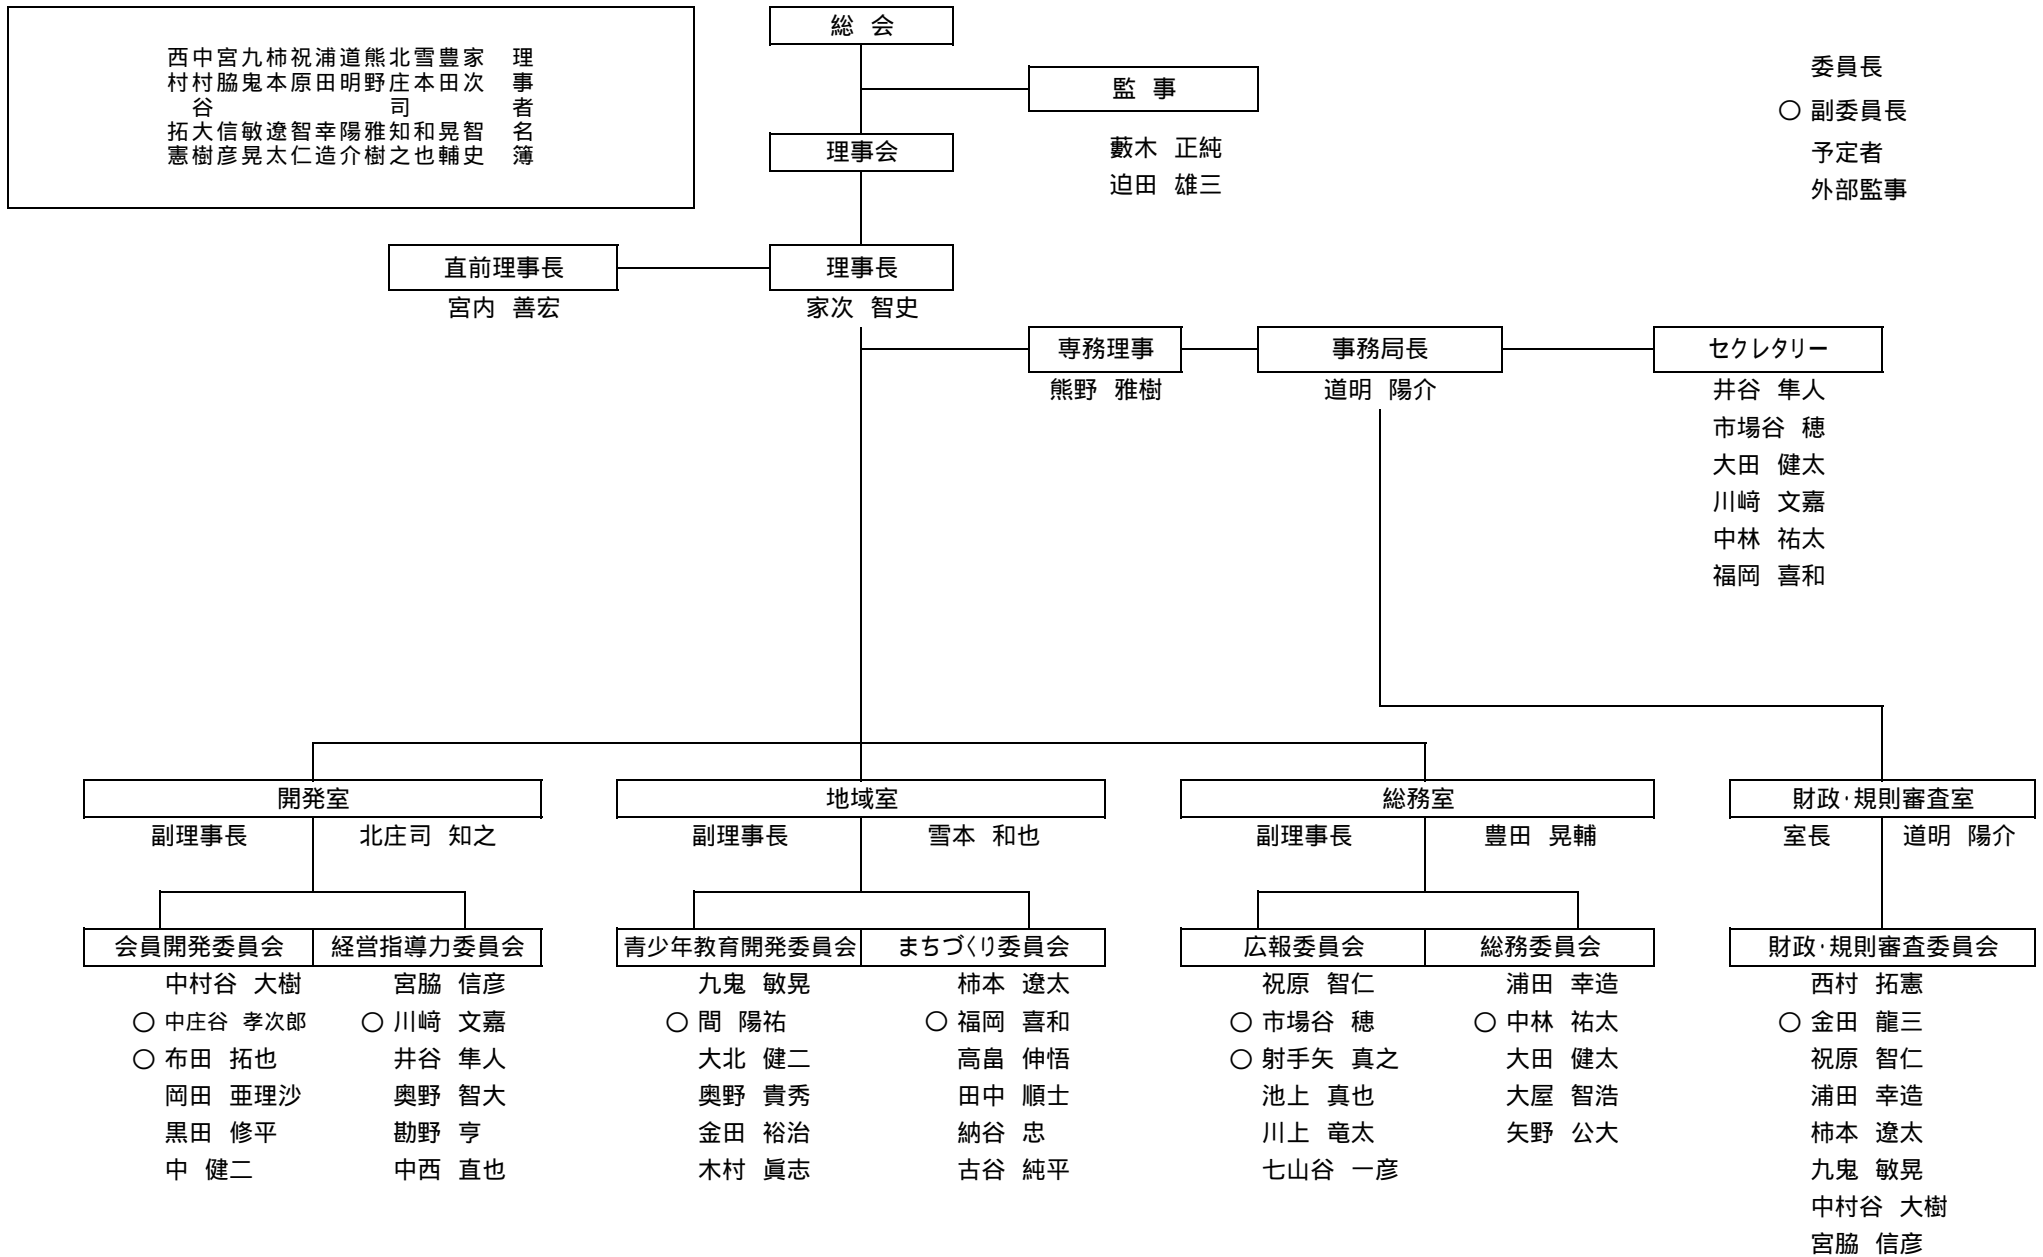 理事者名簿
家次 智史
豊田 晃輔
雪本 和也
北庄司 知之
熊野 雅樹
道明 陽介
浦田 幸造
祝原 智仁
柿本 遼太
九鬼 敏晃
宮脇 信彦
中村谷 大樹
西村 拓憲
総 会
監 事
藪木 正純
迫田 雄三
理事会
委員長
○ 副委員長
予定者
外部監事
直前理事長
宮内 善宏
理事長
家次 智史
専務理事
熊野 雅樹
事務局長
道明 陽介
セクレタリー
井谷 隼人
市場谷 穂
大田 健太
川﨑 文嘉
中林 祐太
福岡 喜和
開発室
副理事長 北庄司 知之
会員開発委員会
中村谷 大樹
○ 中庄谷 孝次郎
○ 布田 拓也
岡田 亜理沙
黒田 修平
中 健二
経営指導力委員会
宮脇 信彦
○ 川﨑 文嘉
井谷 隼人
奥野 智大
勘野 亨
中西 直也
地域室
副理事長 雪本 和也
青少年教育開発委員会
九鬼 敏晃
○ 間 陽祐
大北 健二
奥野 貴秀
金田 裕治
木村 眞志
まちづくり委員会
柿本 遼太
○ 福岡 喜和
高畠 伸悟
田中 順士
納谷 忠
古谷 純平
総務室
副理事長 豊田 晃輔
広報委員会
祝原 智仁
○ 市場谷 穂
○ 射手矢 真之
池上 真也
川上 竜太
七山谷 一彦
総務委員会
浦田 幸造
○ 中林 祐太
大田 健太
大屋 智浩
矢野 公大
財政・規則審査室
室長 道明 陽介
財政・規則審査委員会
西村 拓憲
○ 金田 龍三
祝原 智仁
浦田 幸造
柿本 遼太
九鬼 敏晃
中村谷 大樹
宮脇 信彦